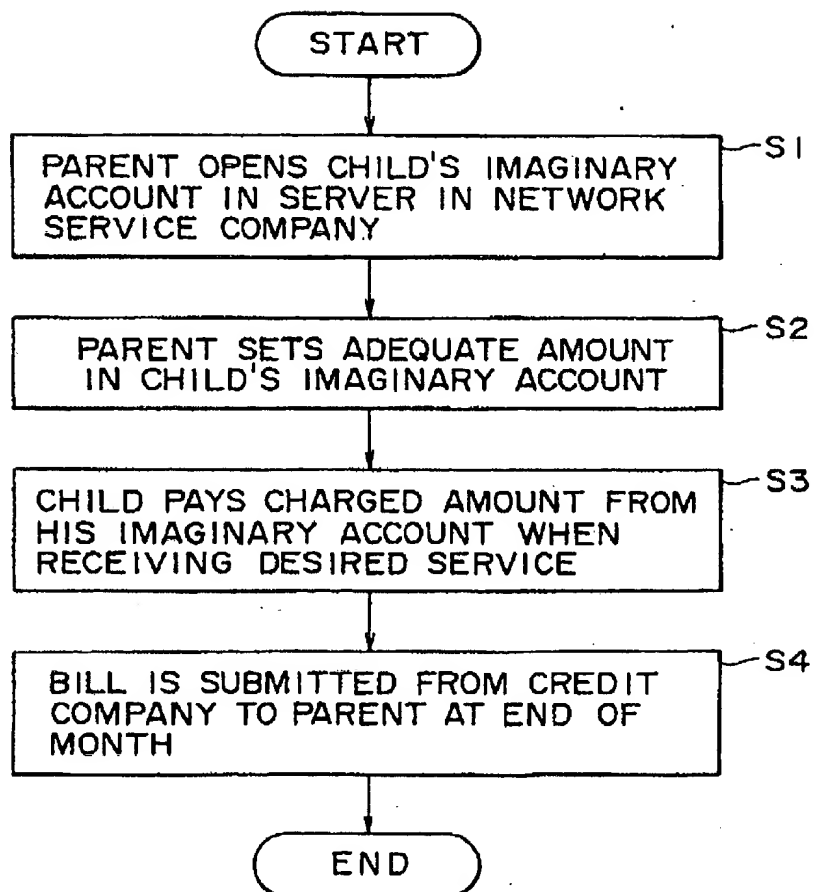 START
S1
PARENT OPENS CHILD'S IMAGINARY
ACCOUNT IN SERVER IN NETWORK
SERVICE COMPANY
S2
PARENT SETS ADEQUATE AMOUNT
IN CHILD'S IMAGINARY ACCOUNT
S3
CHILD PAYS CHARGED AMOUNT FROM
HIS IMAGINARY ACCOUNT WHEN
RECEIVING DESIRED SERVICE
S4
BILL IS SUBMITTED FROM CREDIT
COMPANY TO PARENT AT END OF
MONTH
END